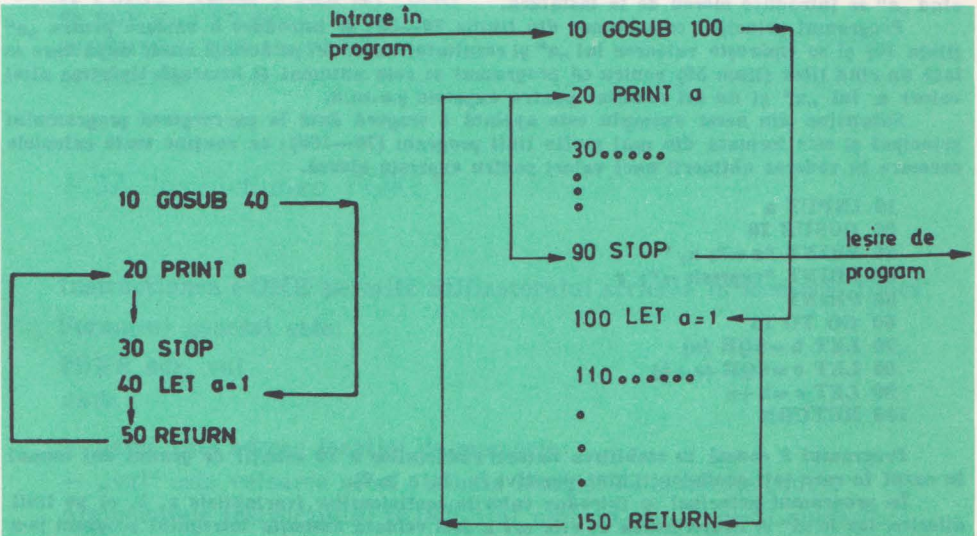 10 GOSUB 40
20 PRINT a
30 STOP
40 LET a=1
50 RETURN
Intrare în
program
10 GOSUB 100
20 PRINT a
30.....
90 STOP
Ieşire de
program
100 LET a=1
110......
150 RETURN